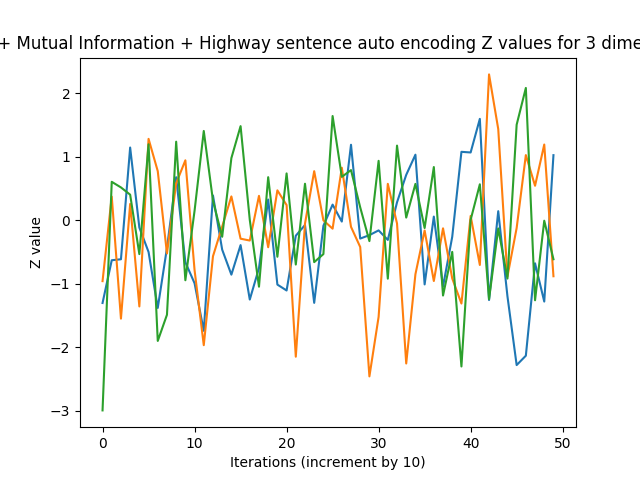 + Mutual Information + Highway sentence auto encoding Z values for 3 dime
2
1
0
−1
−2
−3
Z value
0 10 20 30 40 50
Iterations (increment by 10)